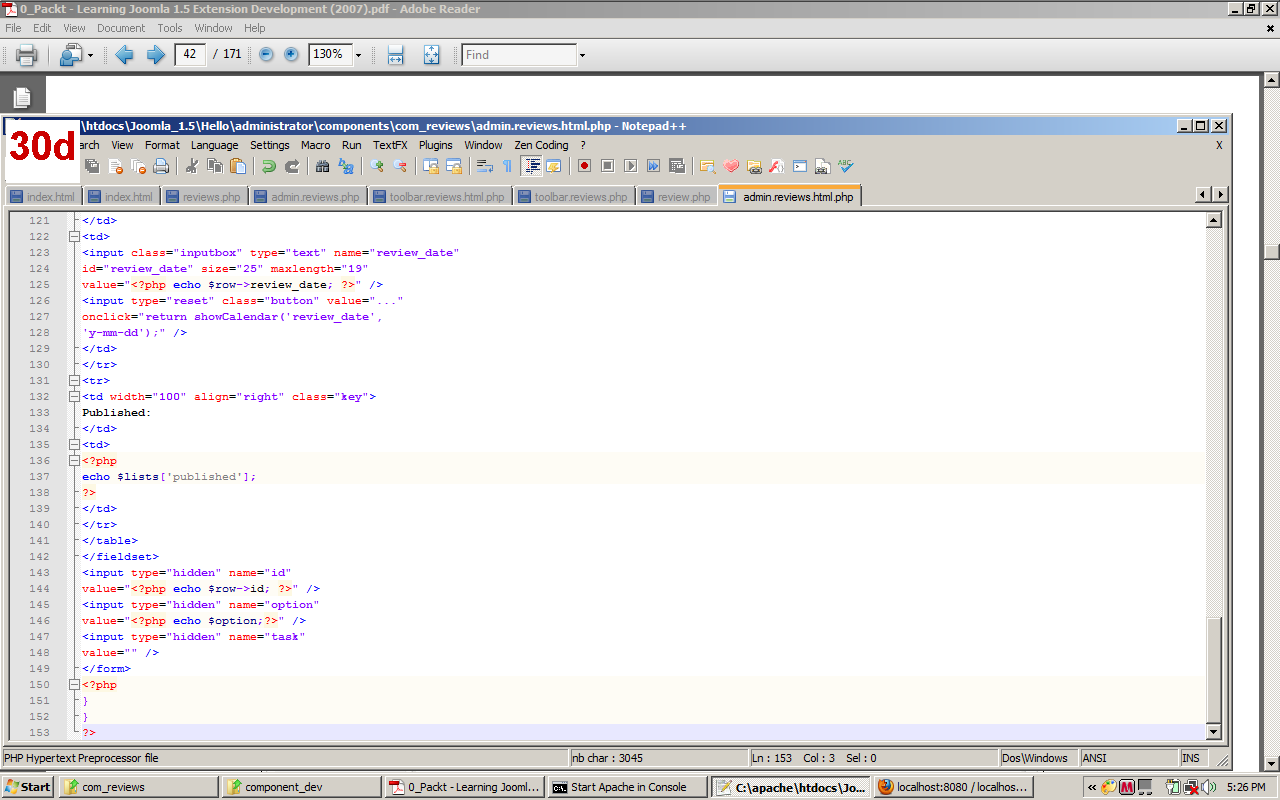 0_Packt - Learning Joomla 1.5 Extension Development (2007).pdf - Adobe Reader
File Edit View Document Tools Window Help
42 / 171 130% Find
\htdocs\Joomla_1.5\Hello\administrator\components\com_reviews\admin.reviews.html.php - Notepad++
30d
arch View Format Language Settings Macro Run TextFX Plugins Window Zen Coding ? X
index.html index.html reviews.php admin.reviews.php toolbar.reviews.html.php toolbar.reviews.php review.php admin.reviews.html.php
121 </td>
122 <td>
123 <input class="inputbox" type="text" name="review_date"
124 id="review_date" size="25" maxlength="19"
125 value="<?php echo $row->review_date; ?>" />
126 <input type="reset" class="button" value="..."
127 onclick="return showCalendar('review_date',
128 'y-mm-dd');" />
129 </td>
130 </tr>
131 <tr>
132 <td width="100" align="right" class="key">
133 Published:
134 </td>
135 <td>
136 <?php
137 echo $lists['published'];
138 ?>
139 </td>
140 </tr>
141 </table>
142 </fieldset>
143 <input type="hidden" name="id"
144 value="<?php echo $row->id; ?>" />
145 <input type="hidden" name="option"
146 value="<?php echo $option;?>" />
147 <input type="hidden" name="task"
148 value="" />
149 </form>
150 <?php
151 }
152 }
153 ?>
PHP Hypertext Preprocessor file nb char : 3045 Ln : 153 Col : 3 Sel : 0 Dos\Windows ANSI INS
Start com_reviews component_dev 0_Packt - Learning Jooml... Start Apache in Console C:\apache\htdocs\Jo... localhost:8080 / localhos... « 5:26 PM